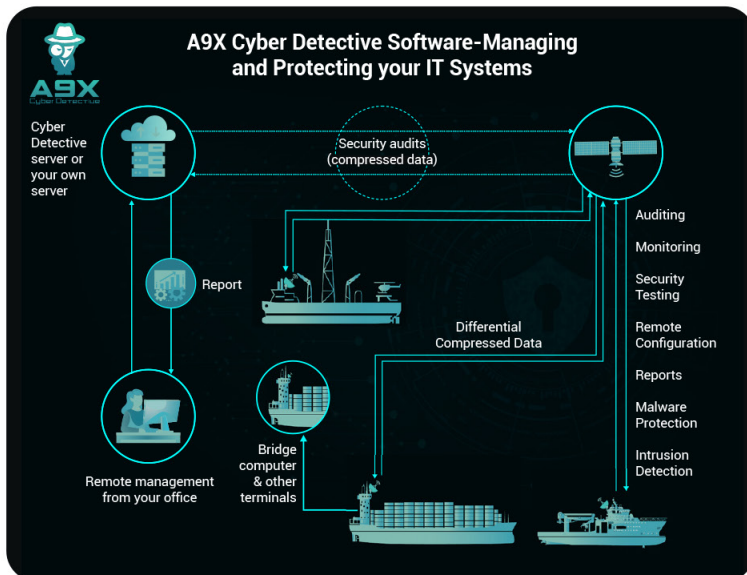 A9X Cyber Detective Software-Managing
and Protecting your IT Systems
A9X
Cyber Detective
Cyber
Detective
server or
your own
server
Security audits
(compressed data)
Auditing
Monitoring
Security
Testing
Remote
Configuration
Reports
Malware
Protection
Intrusion
Detection
Report
Differential
Compressed Data
Bridge
computer
& other
terminals
Remote management
from your office